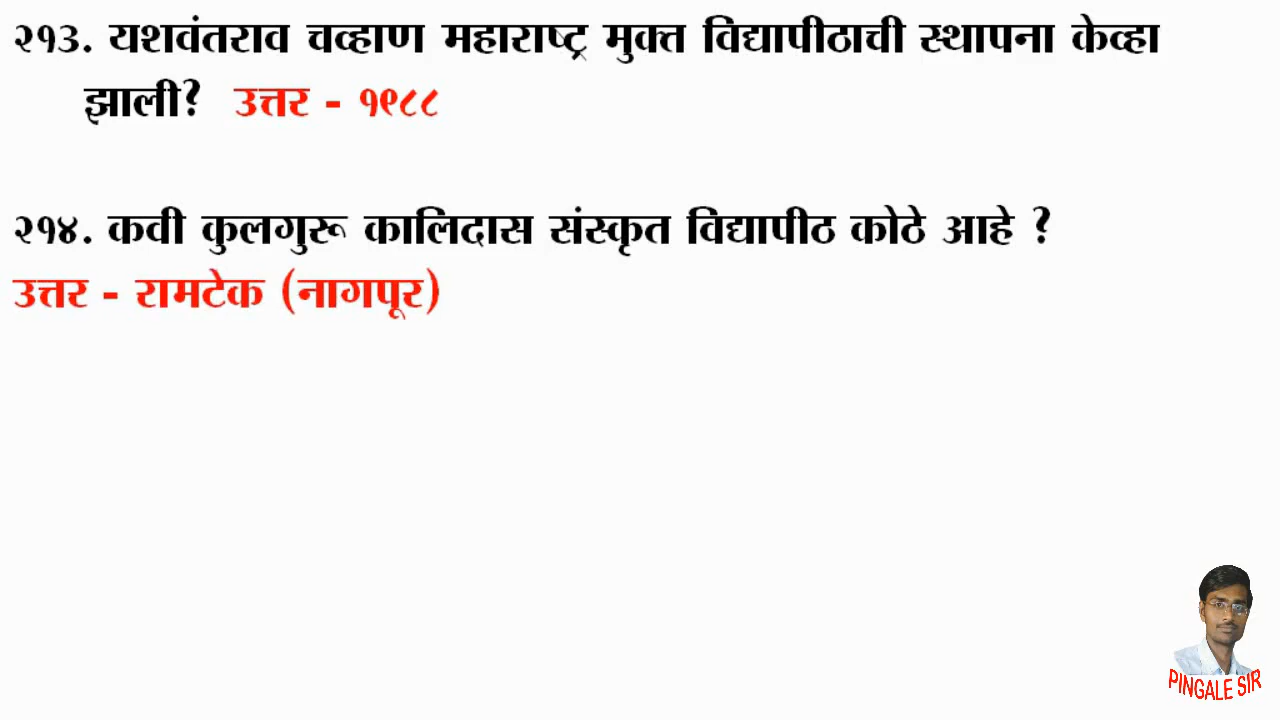 २१३. यशवंतराव चव्हाण महाराष्ट्र मुक्त विद्यापीठाची स्थापना केव्हा
झाली? उत्तर - १९८८
२१४. कवी कुलगुरू कालिदास संस्कृत विद्यापीठ कोठे आहे ?
उत्तर - रामटेक (नागपूर)
PINGALE SIR